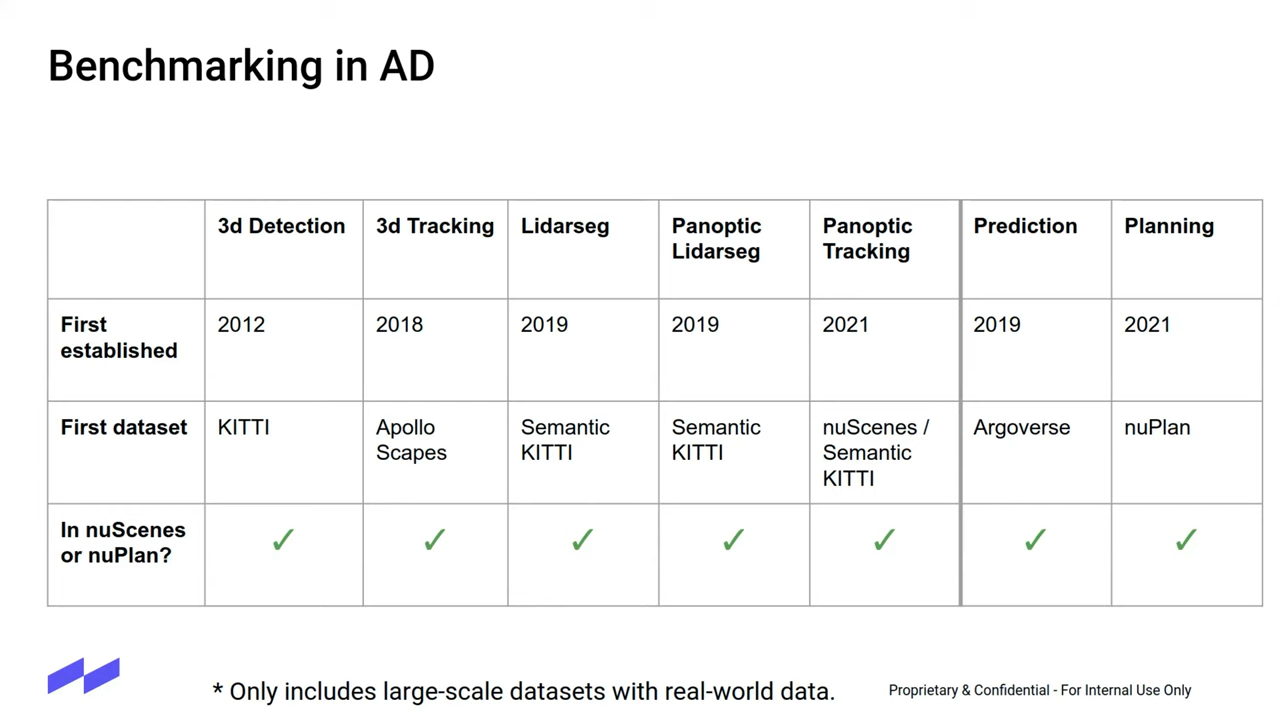 Benchmarking in AD
3d Detection 3d Tracking Lidarseg Panoptic Lidarseg Panoptic Tracking Prediction Planning
First established 2012 2018 2019 2019 2021 2019 2021
First dataset KITTI Apollo Scapes Semantic KITTI Semantic KITTI nuScenes / Semantic KITTI Argoverse nuPlan
In nuScenes or nuPlan? ✓ ✓ ✓ ✓ ✓ ✓ ✓
* Only includes large-scale datasets with real-world data.
Proprietary & Confidential - For Internal Use Only